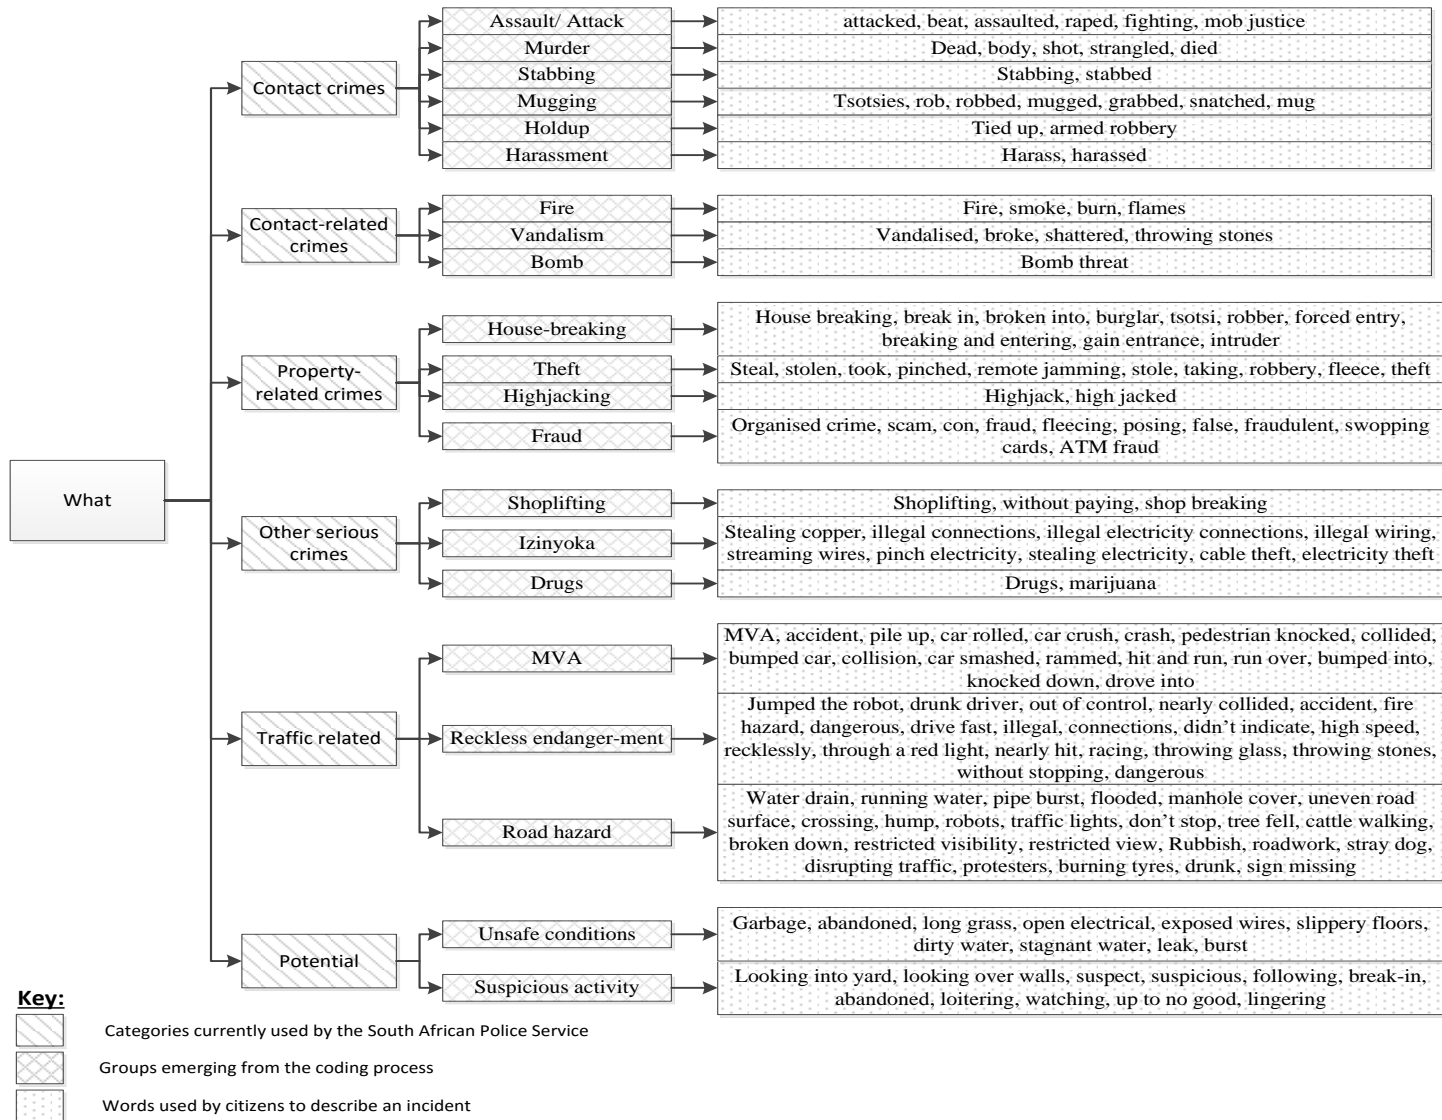 What
Contact crimes
Assault/ Attack
attacked, beat, assaulted, raped, fighting, mob justice
Murder
Dead, body, shot, strangled, died
Stabbing
Stabbing, stabbed
Mugging
Tsotsies, rob, robbed, mugged, grabbed, snatched, mug
Holdup
Tied up, armed robbery
Harassment
Harass, harassed
Contact-related
crimes
Fire
Fire, smoke, burn, flames
Vandalism
Vandalised, broke, shattered, throwing stones
Bomb
Bomb threat
Property-
related crimes
House-breaking
House breaking, break in, broken into, burglar, tsotsi, robber, forced entry,
breaking and entering, gain entrance, intruder
Theft
Steal, stolen, took, pinched, remote jamming, stole, taking, robbery, fleece, theft
Highjacking
Highjack, high jacked
Fraud
Organised crime, scam, con, fraud, fleecing, posing, false, fraudulent, swopping
cards, ATM fraud
Other serious
crimes
Shoplifting
Shoplifting, without paying, shop breaking
Izinyoka
Stealing copper, illegal connections, illegal electricity connections, illegal wiring,
streaming wires, pinch electricity, stealing electricity, cable theft, electricity theft
Drugs
Drugs, marijuana
Traffic related
MVA
MVA, accident, pile up, car rolled, car crush, crash, pedestrian knocked, collided,
bumped car, collision, car smashed, rammed, hit and run, run over, bumped into,
knocked down, drove into
Reckless endanger-ment
Jumped the robot, drunk driver, out of control, nearly collided, accident, fire
hazard, dangerous, drive fast, illegal, connections, didn't indicate, high speed,
recklessly, through a red light, nearly hit, racing, throwing glass, throwing stones,
without stopping, dangerous
Road hazard
Water drain, running water, pipe burst, flooded, manhole cover, uneven road
surface, crossing, hump, robots, traffic lights, don't stop, tree fell, cattle walking,
broken down, restricted visibility, restricted view, Rubbish, roadwork, stray dog,
disrupting traffic, protesters, burning tyres, drunk, sign missing
Potential
Unsafe conditions
Garbage, abandoned, long grass, open electrical, exposed wires, slippery floors,
dirty water, stagnant water, leak, burst
Suspicious activity
Looking into yard, looking over walls, suspect, suspicious, following, break-in,
abandoned, loitering, watching, up to no good, lingering
Key:
Categories currently used by the South African Police Service
Groups emerging from the coding process
Words used by citizens to describe an incident